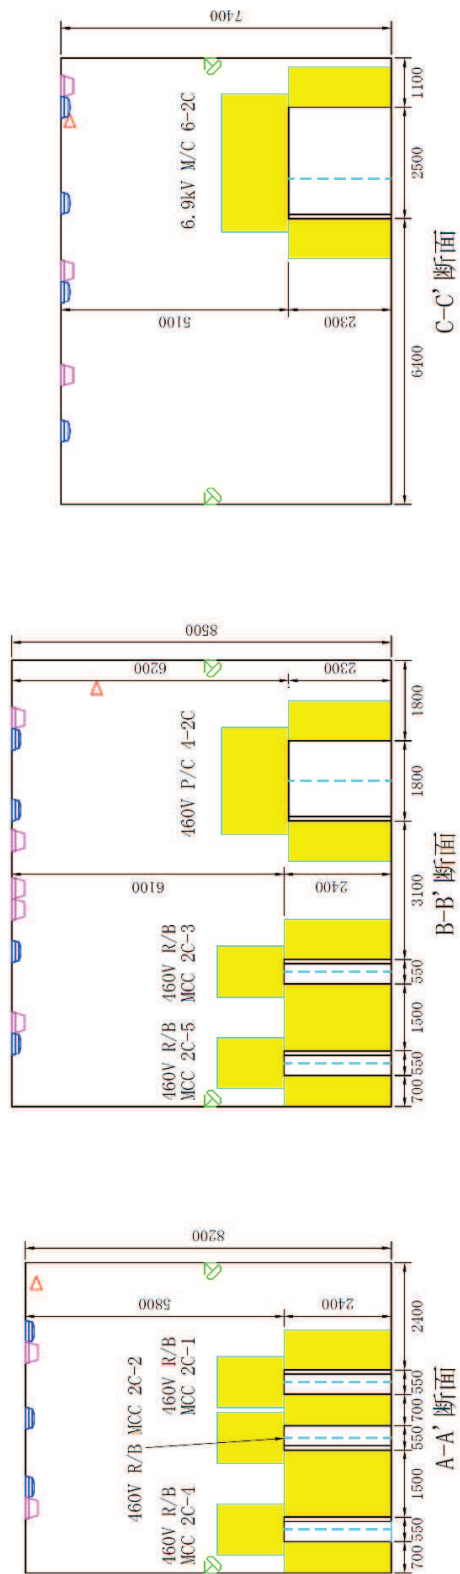 7400
6.9kV M/C 6-2C
5100
2300
6400
2500
1100
C-C' 断面
8500
6200
2300
460V P/C 4-2C
6100
2400
460V R/B
MCC 2C-3
460V R/B
MCC 2C-5
700
550
1500
550
3100
1800
1800
B-B' 断面
8200
5800
2400
460V R/B MCC 2C-2
460V R/B
MCC 2C-1
460V R/B
MCC 2C-4
700
550
1500
550
700
550
2400
A-A' 断面